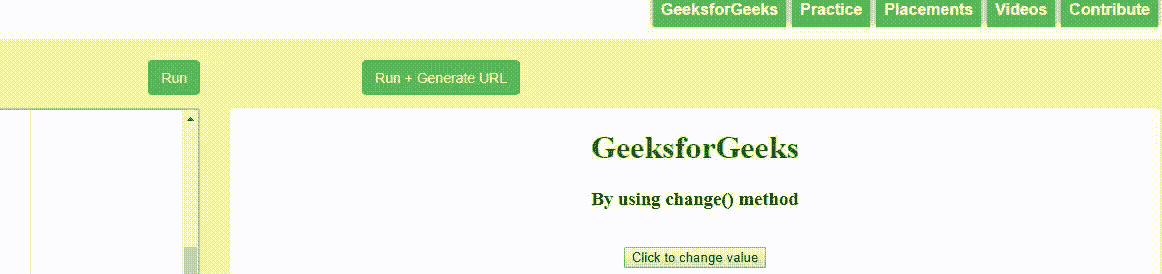 GeeksforGeeks Practice Placements Videos Contribute
Run Run + Generate URL
GeeksforGeeks
By using change() method
Click to change value